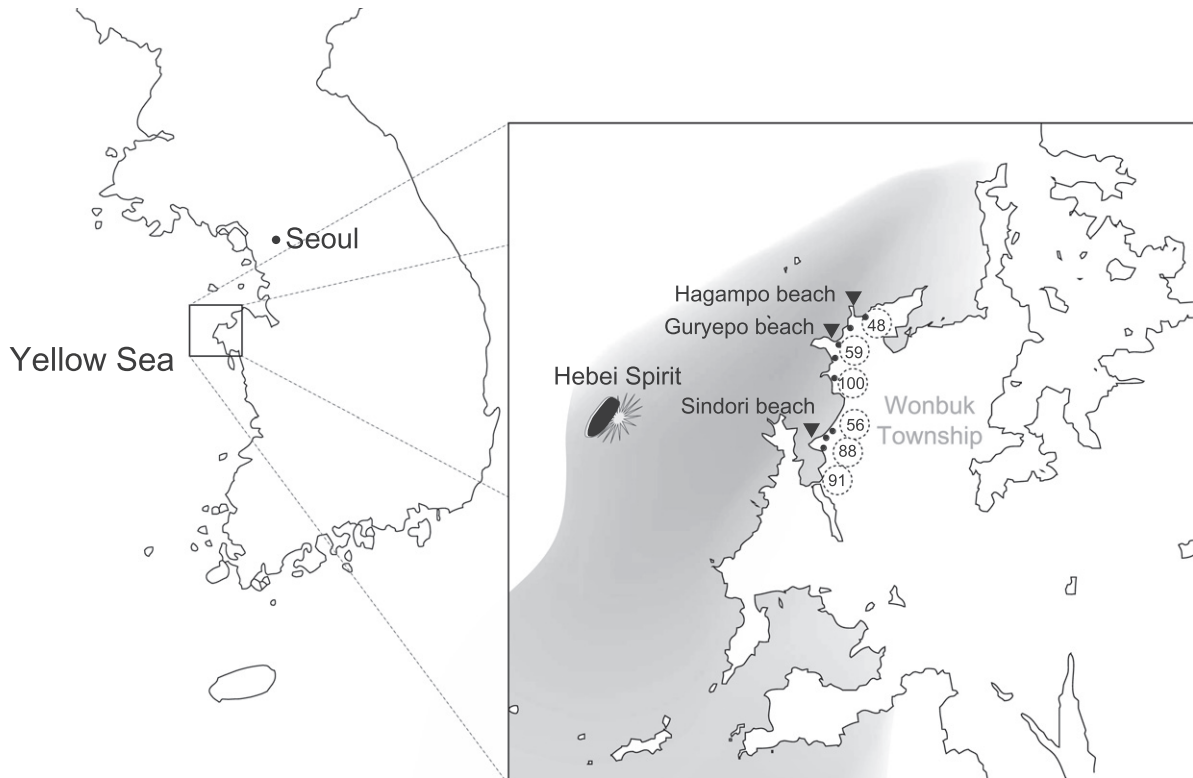 Seoul
Yellow Sea
Hagampo beach
Guryepo beach
Hebei Spirit
Sindori beach
Wonbuk
Township
48
59
100
56
88
91